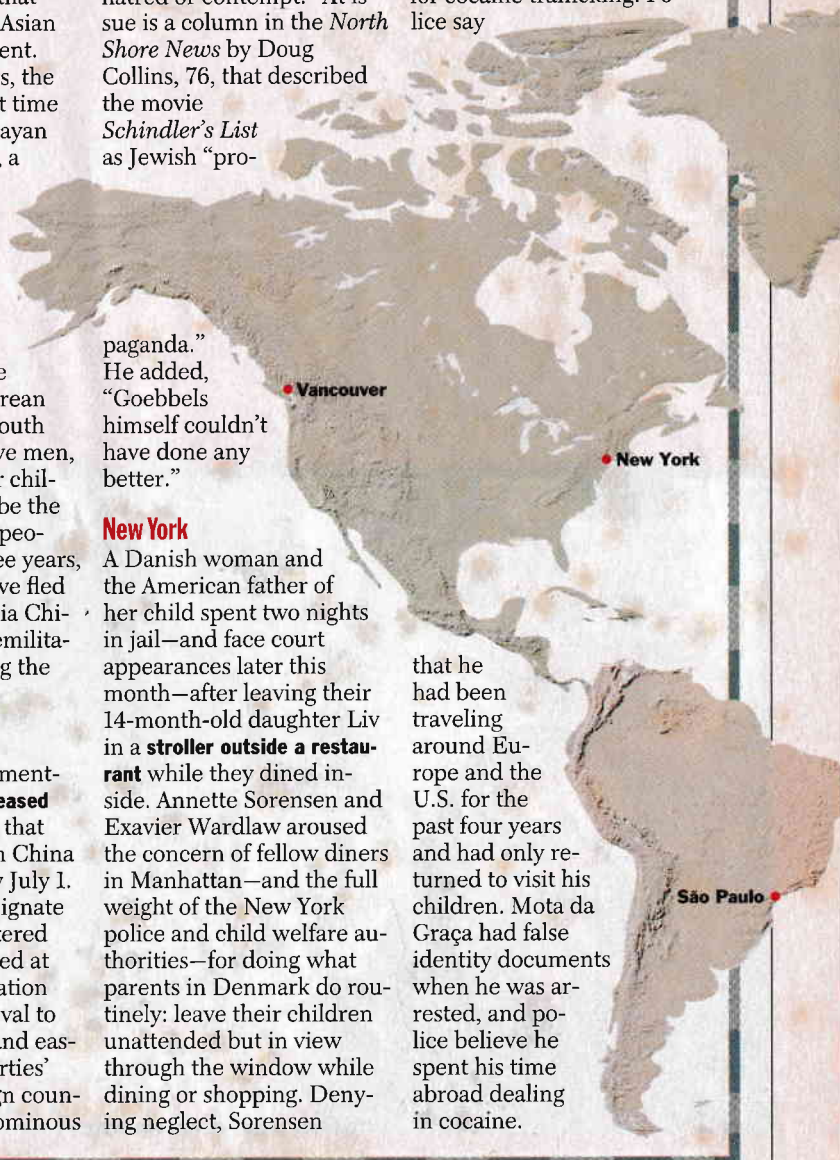 Asian
ent.
s, the
t time
ayan
, a
e
rean
outh
ve men,
r chil-
be the
peo-
ee years,
ve fled
ia Chi-
emilita-
g the
ment-
eased
that
n China
y July 1.
ignate
tered
ed at
ation
val to
and eas-
rties'
gn coun-
ominous
hatred or contempt." At is-
sue is a column in the North
Shore News by Doug
Collins, 76, that described
the movie
Schindler's List
as Jewish “pro-
paganda.”
He added,
“Goebbels
himself couldn't
have done any
better.”
New York
A Danish woman and
the American father of
her child spent two nights
in jail—and face court
appearances later this
month—after leaving their
14-month-old daughter Liv
in a stroller outside a restau-
rant while they dined in-
side. Annette Sorensen and
Exavier Wardlaw aroused
the concern of fellow diners
in Manhattan—and the full
weight of the New York
police and child welfare au-
thorities—for doing what
parents in Denmark do rou-
tinely: leave their children
unattended but in view
through the window while
dining or shopping. Deny-
ing neglect, Sorensen
for cocaine trafficking. Po-
lice say
that he
had been
traveling
around Eu-
rope and the
U.S. for the
past four years
and had only re-
turned to visit his
children. Mota da
Graça had false
identity documents
when he was ar-
rested, and po-
lice believe he
spent his time
abroad dealing
in cocaine.
Vancouver
New York
São Paulo